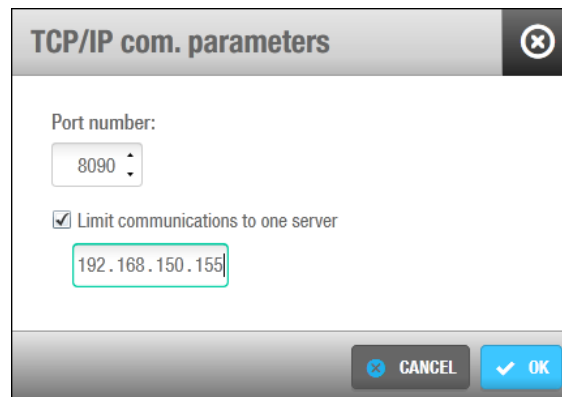 TCP/IP com. parameters
Port number:
8090
Limit communications to one server
192.168.150.155
CANCEL OK